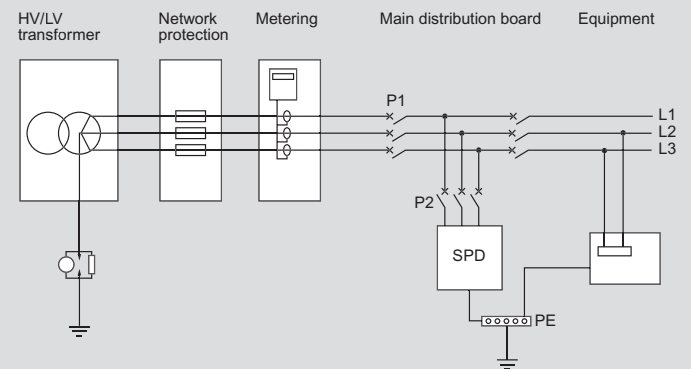 HV/LV
transformer
Network
protection
Metering
Main distribution board
Equipment
P1
L1
L2
L3
P2
SPD
PE